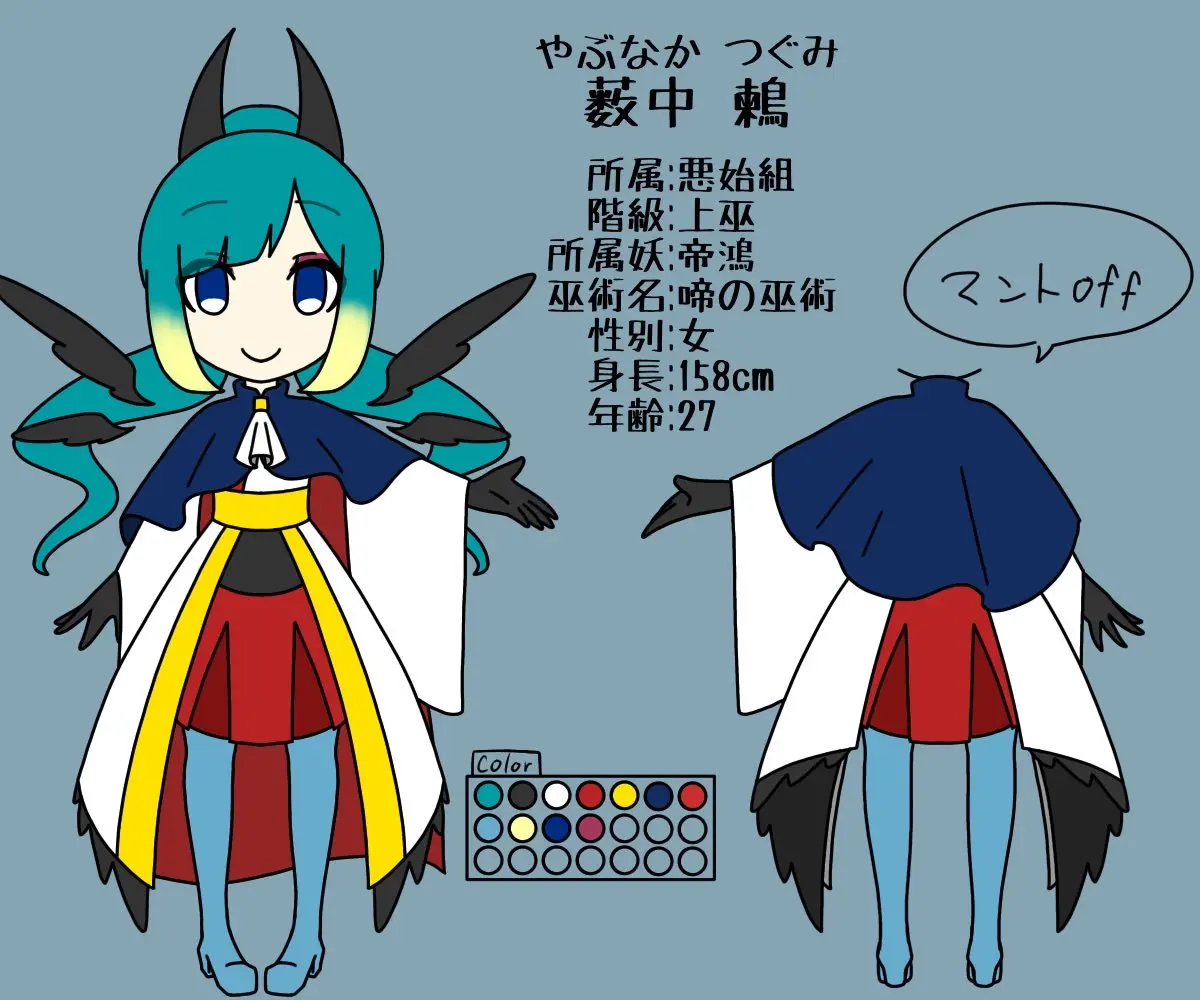 やぶなか つぐみ
薮中 鶫
所属:悪始組
階級:上巫
所属妖:帝鴻
巫術名:啼の巫術
性別:女
身長:158cm
年齢:27
マントoff
Color